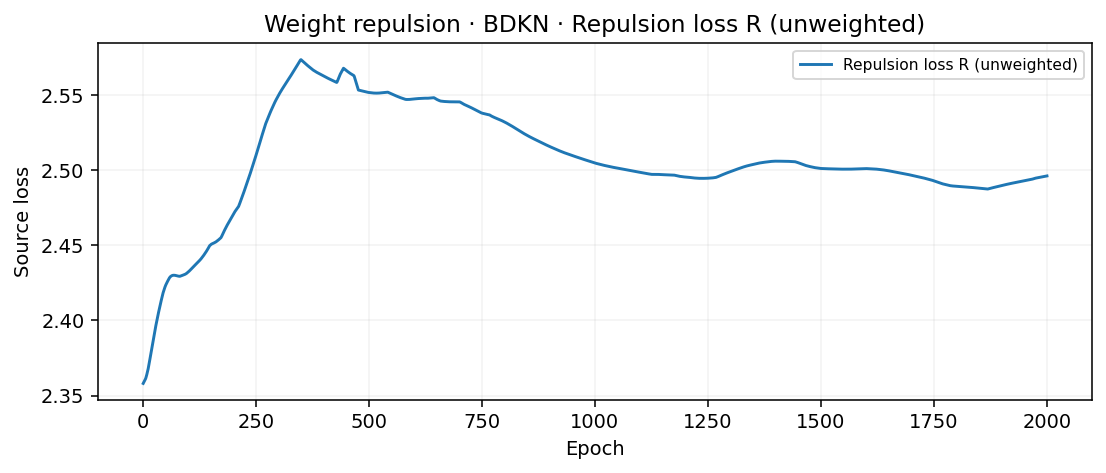 Weight repulsion · BDKN · Repulsion loss R (unweighted)
Repulsion loss R (unweighted)
Source loss
2.55
2.50
2.45
2.40
2.35
0 250 500 750 1000 1250 1500 1750 2000
Epoch